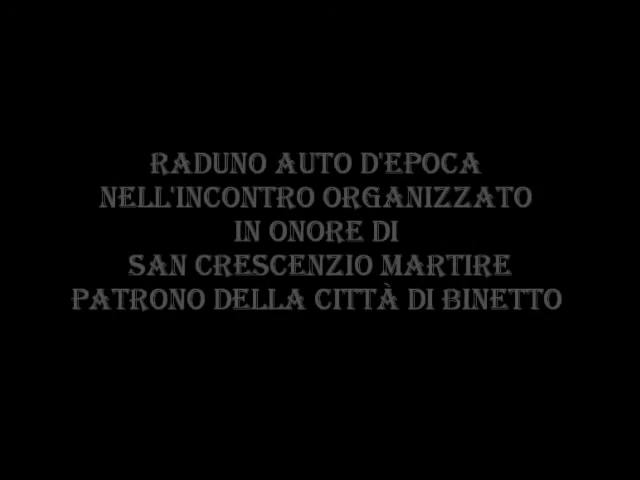 RADUNO AUTO D'EPOCA
NELL'INCONTRO ORGANIZZATO
IN ONORE DI
SAN CRESCENZIO MARTIRE
PATRONO DELLA CITTÀ DI BINETTO